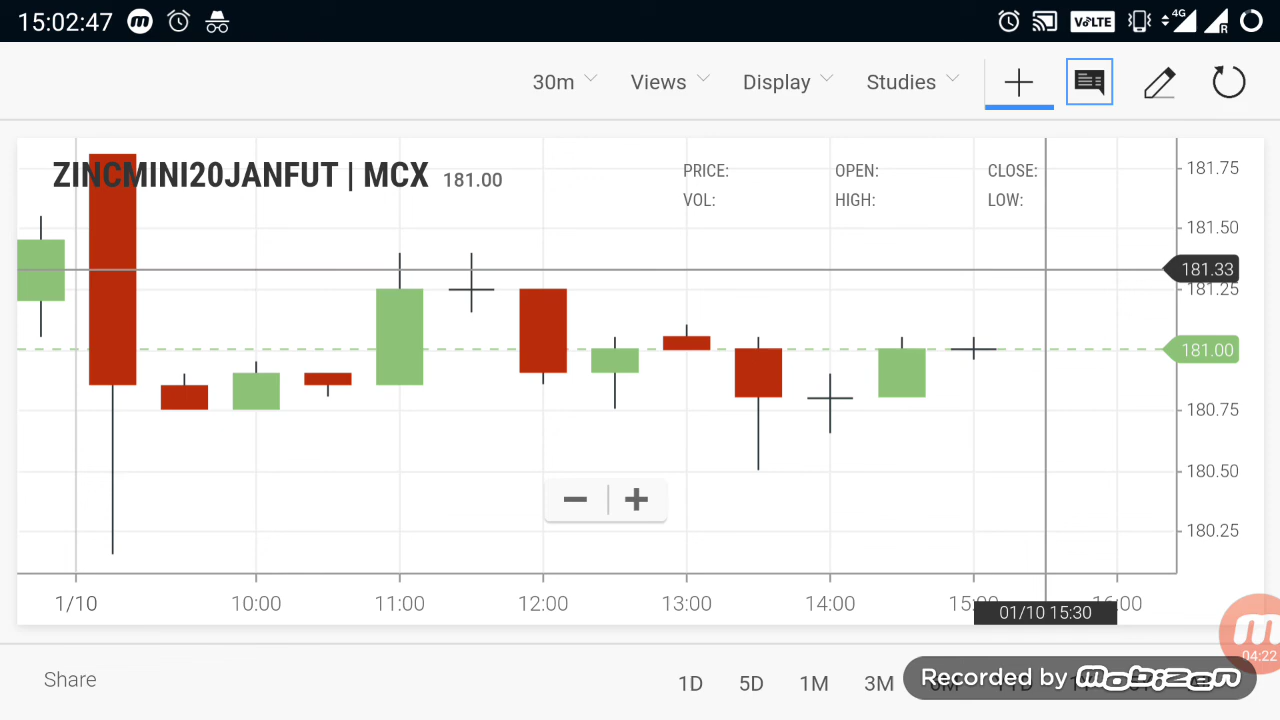 15:02:47
VoLTE
4G
R
30m Views Display Studies
ZINCMINI20JANFUT | MCX 181.00
PRICE: OPEN: CLOSE:
VOL: HIGH: LOW:
181.75
181.50
181.33
181.25
181.00
180.75
180.50
180.25
1/10 10:00 11:00 12:00 13:00 14:00 16:00
01/10 15:30
04:22
Share 1D 5D 1M 3M
Recorded by mobizen